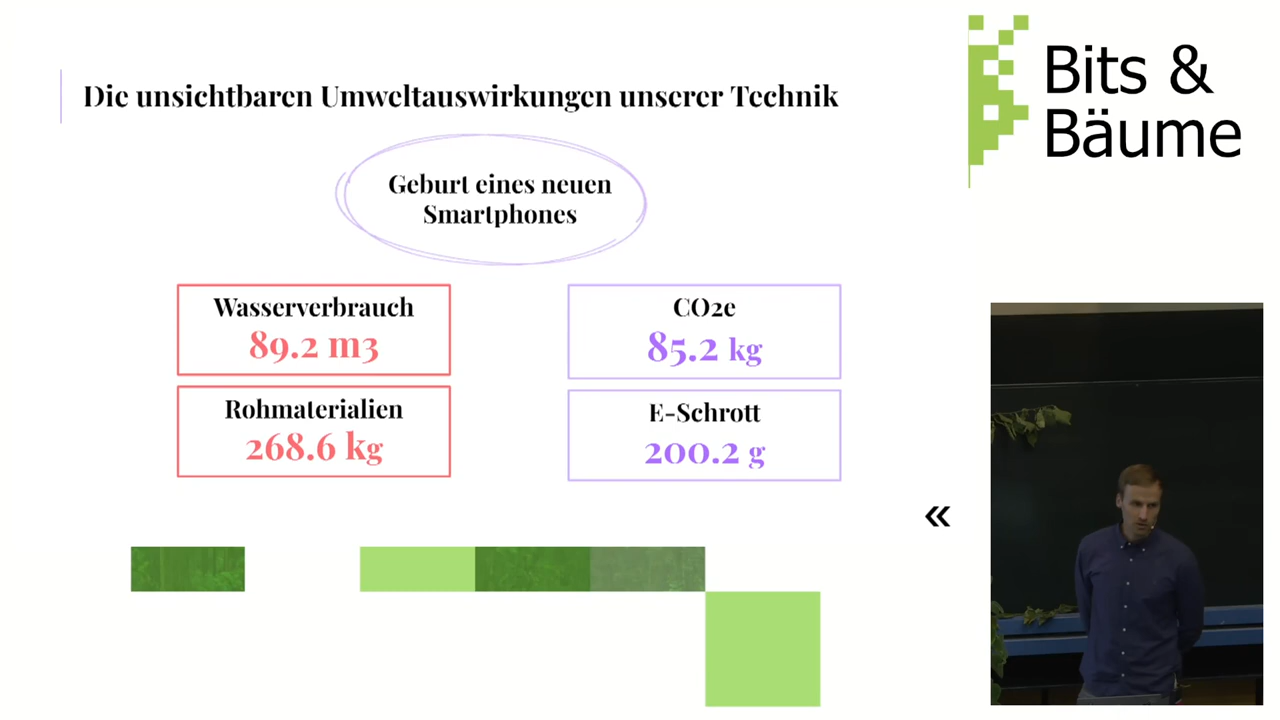 Die unsichtbaren Umweltauswirkungen unserer Technik
Geburt eines neuen
Smartphones
Wasserverbrauch
89.2 m3
Rohmaterialien
268.6 kg
CO2e
85.2 kg
E-Schrott
200.2 g
«
Bits &
Bäume